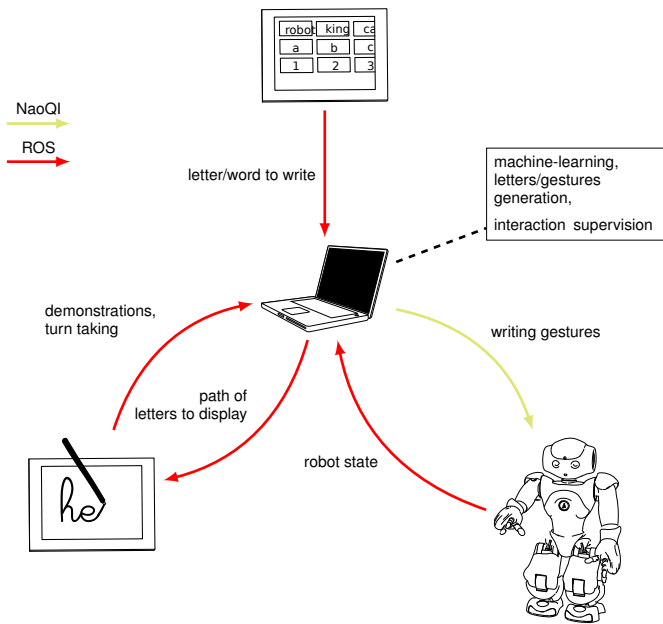 robot king ca
a b c
1 2 3
NaoQI
ROS
letter/word to write
machine-learning,
letters/gestures
generation,
interaction supervision
demonstrations,
turn taking
writing gestures
path of
letters to display
robot state
he